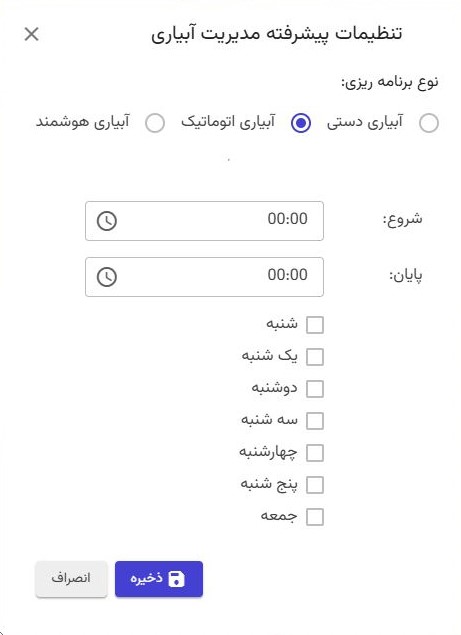 تنظیمات پیشرفته مدیریت آبیاری
نوع برنامه ریزی:
آبیاری دستی آبیاری اتوماتیک آبیاری هوشمند
شروع: 00:00
پایان: 00:00
شنبه
یک شنبه
دوشنبه
سه شنبه
چهارشنبه
پنج شنبه
جمعه
ذخیره انصراف